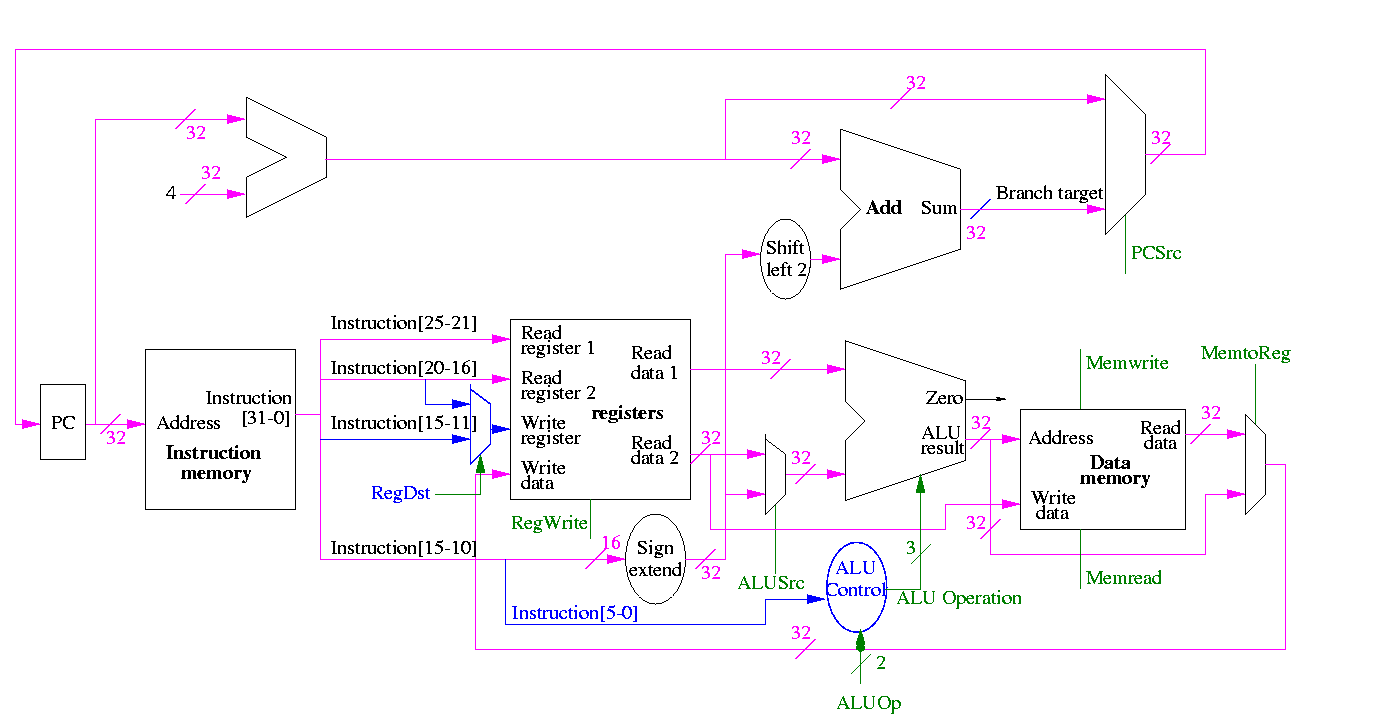 32
32
32
4
32
32
Add
Sum
Branch target
32
PCSrc
Shift
left 2
Instruction[25-21]
Instruction[20-16]
Instruction[15-11]
Read
register 1
Read
register 2
Write
register
Write
data
registers
Read
data 1
Read
data 2
RegDst
RegWrite
PC
32
Address
Instruction
[31-0]
Instruction
memory
32
32
32
Zero
ALU
result
32
Memwrite
MemtoReg
Address
Read
data
Data
memory
Write
data
32
32
Memread
Instruction[15-10]
16
Sign
extend
32
ALUSrc
ALU
Control
3
ALU Operation
Instruction[5-0]
32
2
ALUOp